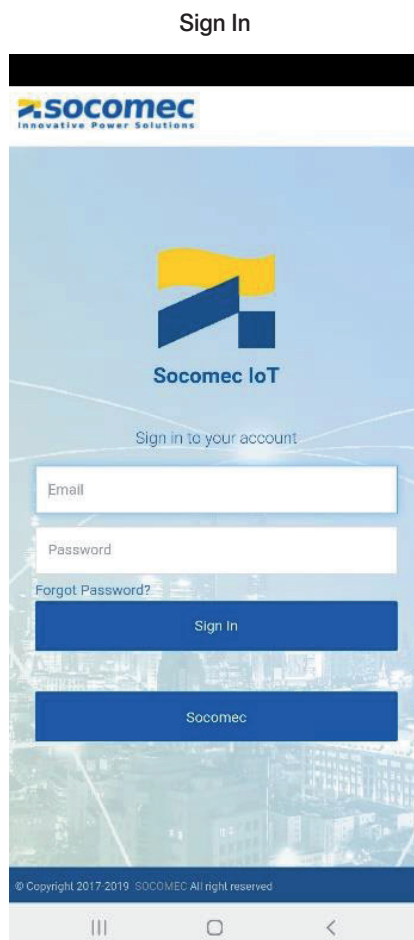 Sign In
socomec
Innovative Power Solutions
Socomec IoT
Sign in to your account
Email
Password
Forgot Password?
Sign In
Socomec
© Copyright 2017-2019 SOCOMEC All right reserved